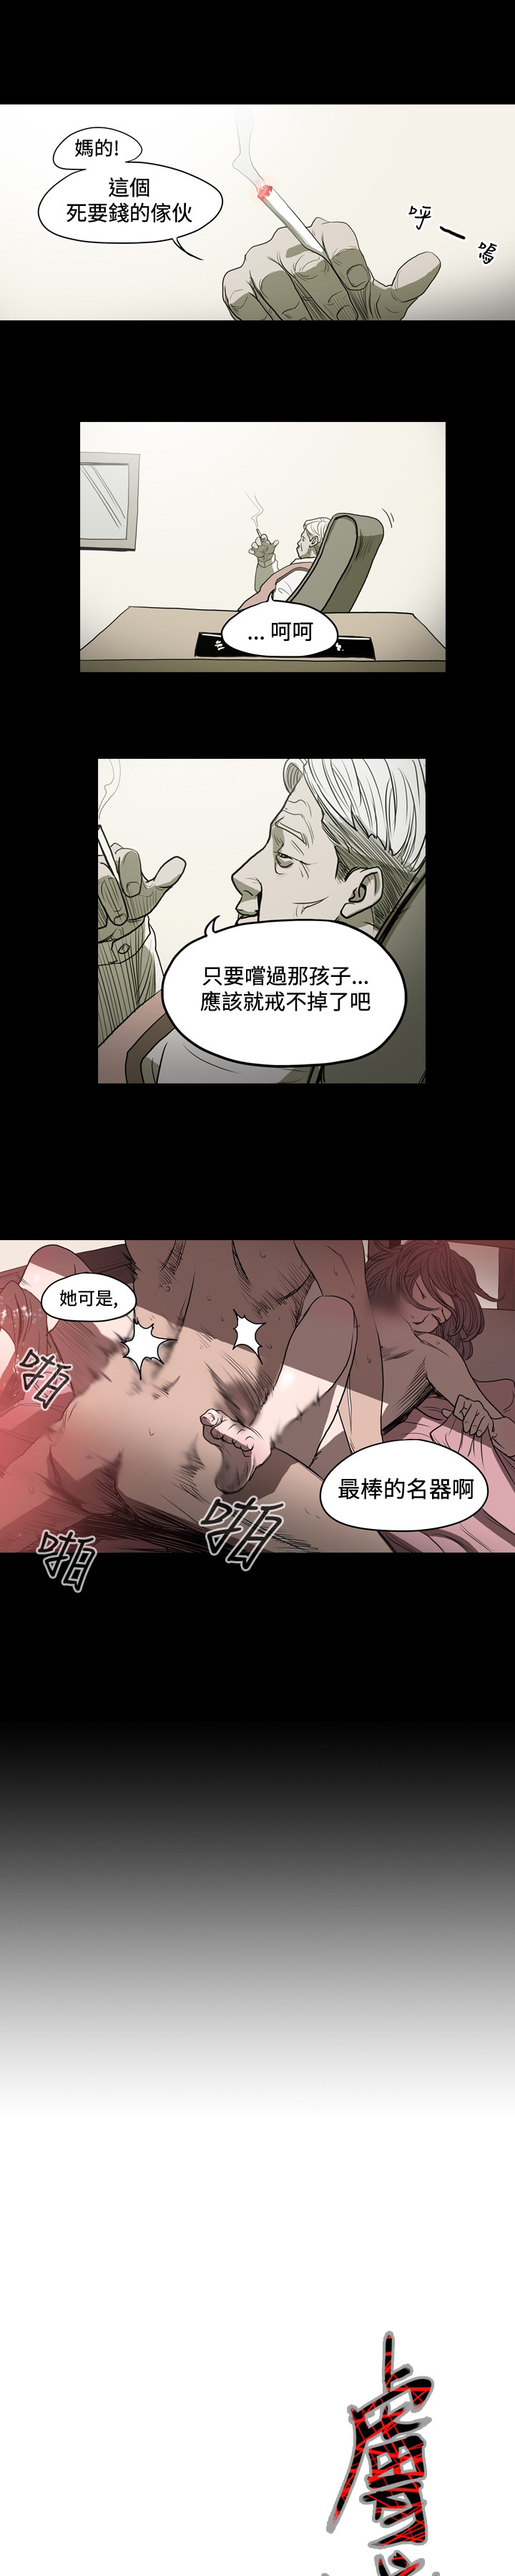 媽的!
這個
死要錢的傢伙
呼—嗚
... 呵呵
只要嚐過那孩子...
應該就戒不掉了吧
她可是,
啪
最棒的名器啊
啪
啪